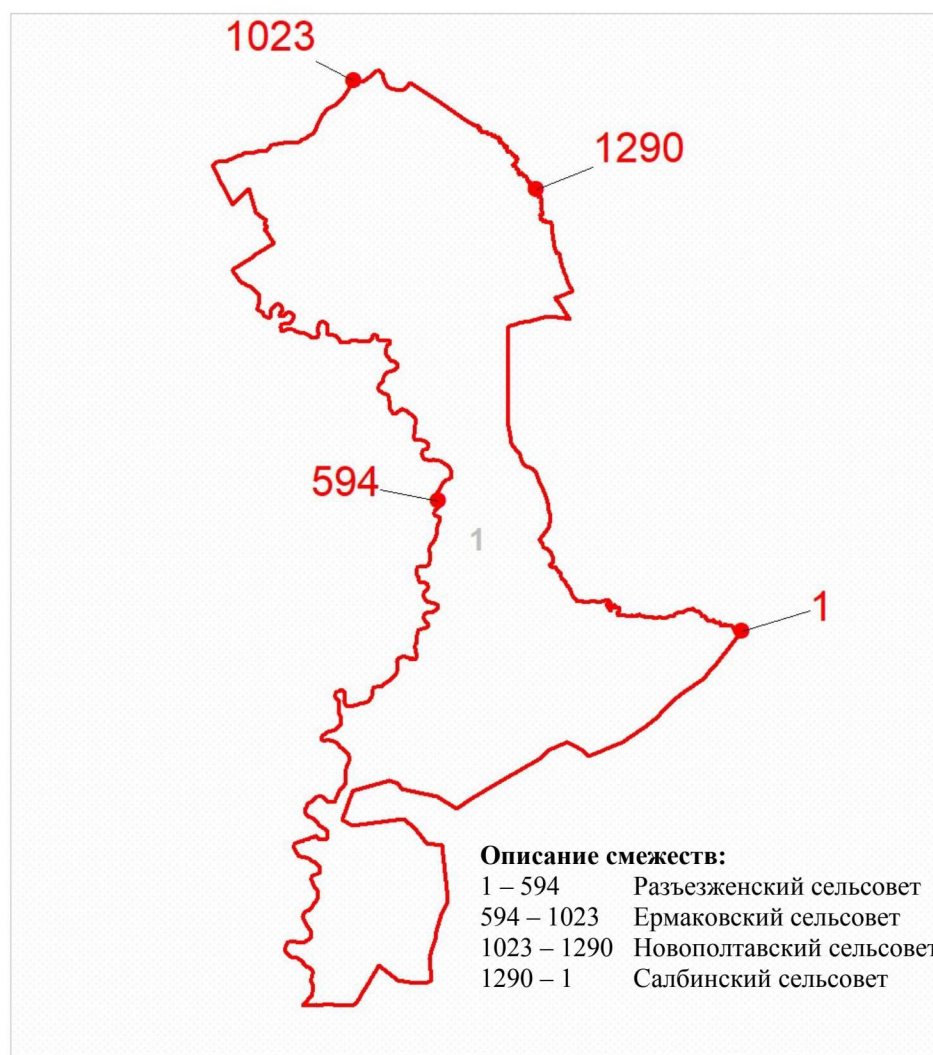 1023
1290
594
1
1
Описание смежеств:
1 – 594 Разъезженский сельсовет
594 – 1023 Ермаковский сельсовет
1023 – 1290 Новополтавский сельсовет
1290 – 1 Салбинский сельсовет